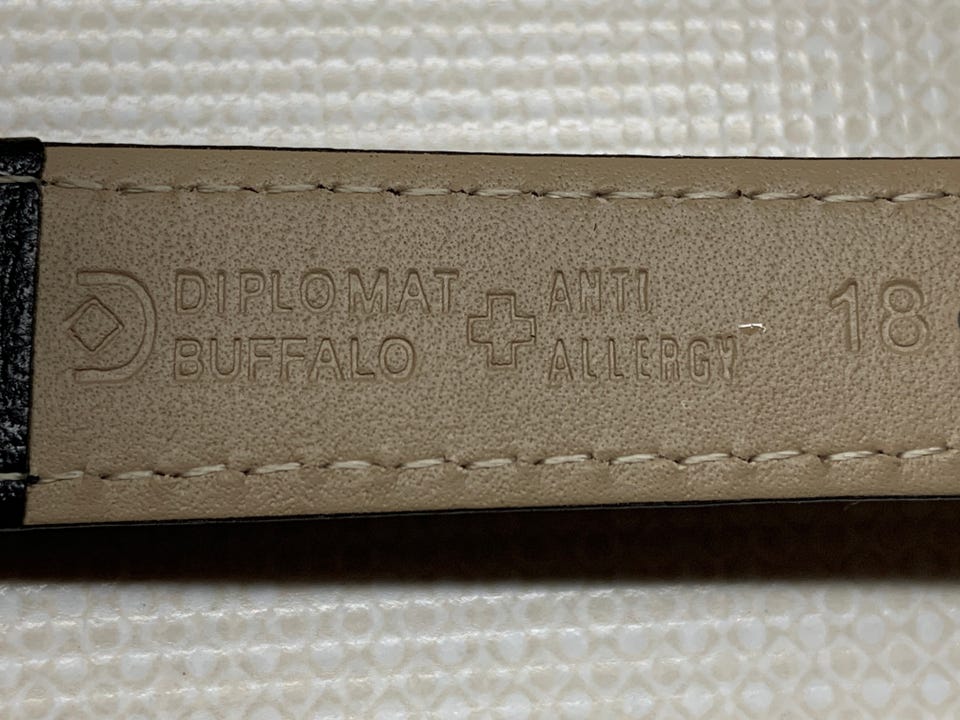 DIPLOMAT
BUFFALO
ANTI
ALLERGY
18